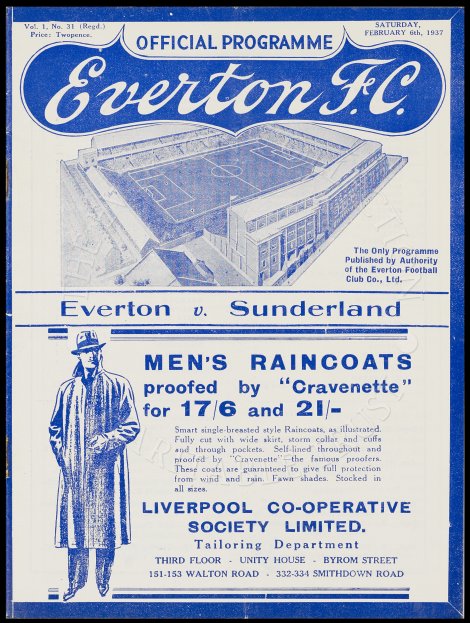 Vol. 1, No. 31 (Regd.)
Price: Twopence.
SATURDAY,
FEBRUARY 6th, 1937
OFFICIAL PROGRAMME
Everton F.C.
The Only Programme
Published by Authority
of the Everton Football
Club Co., Ltd.
Everton v. Sunderland
MEN'S RAINCOATS
proofed by "Cravenette"
for 17/6 and 21/-
Smart single-breasted style Raincoats, as illustrated.
Fully cut with wide skirt, storm collar and cuffs
and through pockets. Self-lined throughout and
proofed by "Cravenette"—the famous proofers.
These coats are guaranteed to give full protection
from wind and rain. Fawn shades. Stocked in
all sizes.
LIVERPOOL CO-OPERATIVE
SOCIETY LIMITED.
Tailoring Department
THIRD FLOOR - UNITY HOUSE - BYROM STREET
151-153 WALTON ROAD - 332-334 SMITHDOWN ROAD